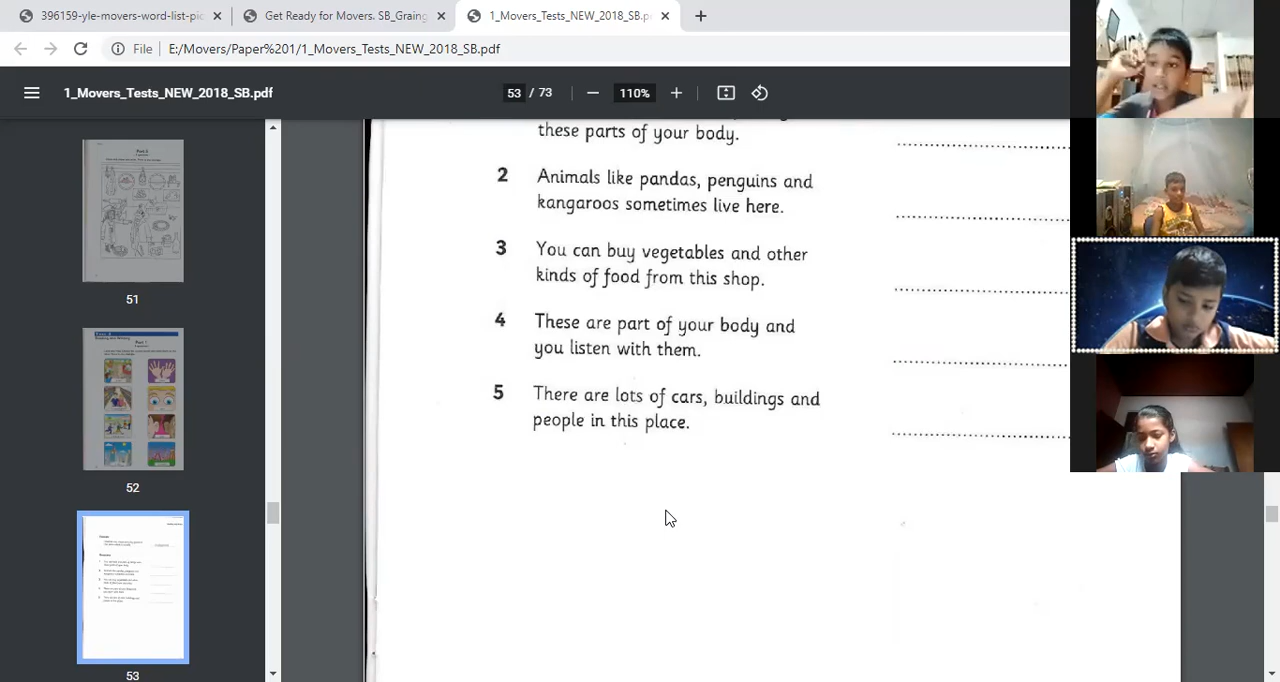 396159-yle-movers-word-list-pic
Get Ready for Movers. SB_Graing
1_Movers_Tests_NEW_2018_SB.p
File E:/Movers/Paper%201/1_Movers_Tests_NEW_2018_SB.pdf
1_Movers_Tests_NEW_2018_SB.pdf
53 / 73
110%
51
52
53
these parts of your body.
2 Animals like pandas, penguins and
kangaroos sometimes live here.
3 You can buy vegetables and other
kinds of food from this shop.
4 These are part of your body and
you listen with them.
5 There are lots of cars, buildings and
people in this place.